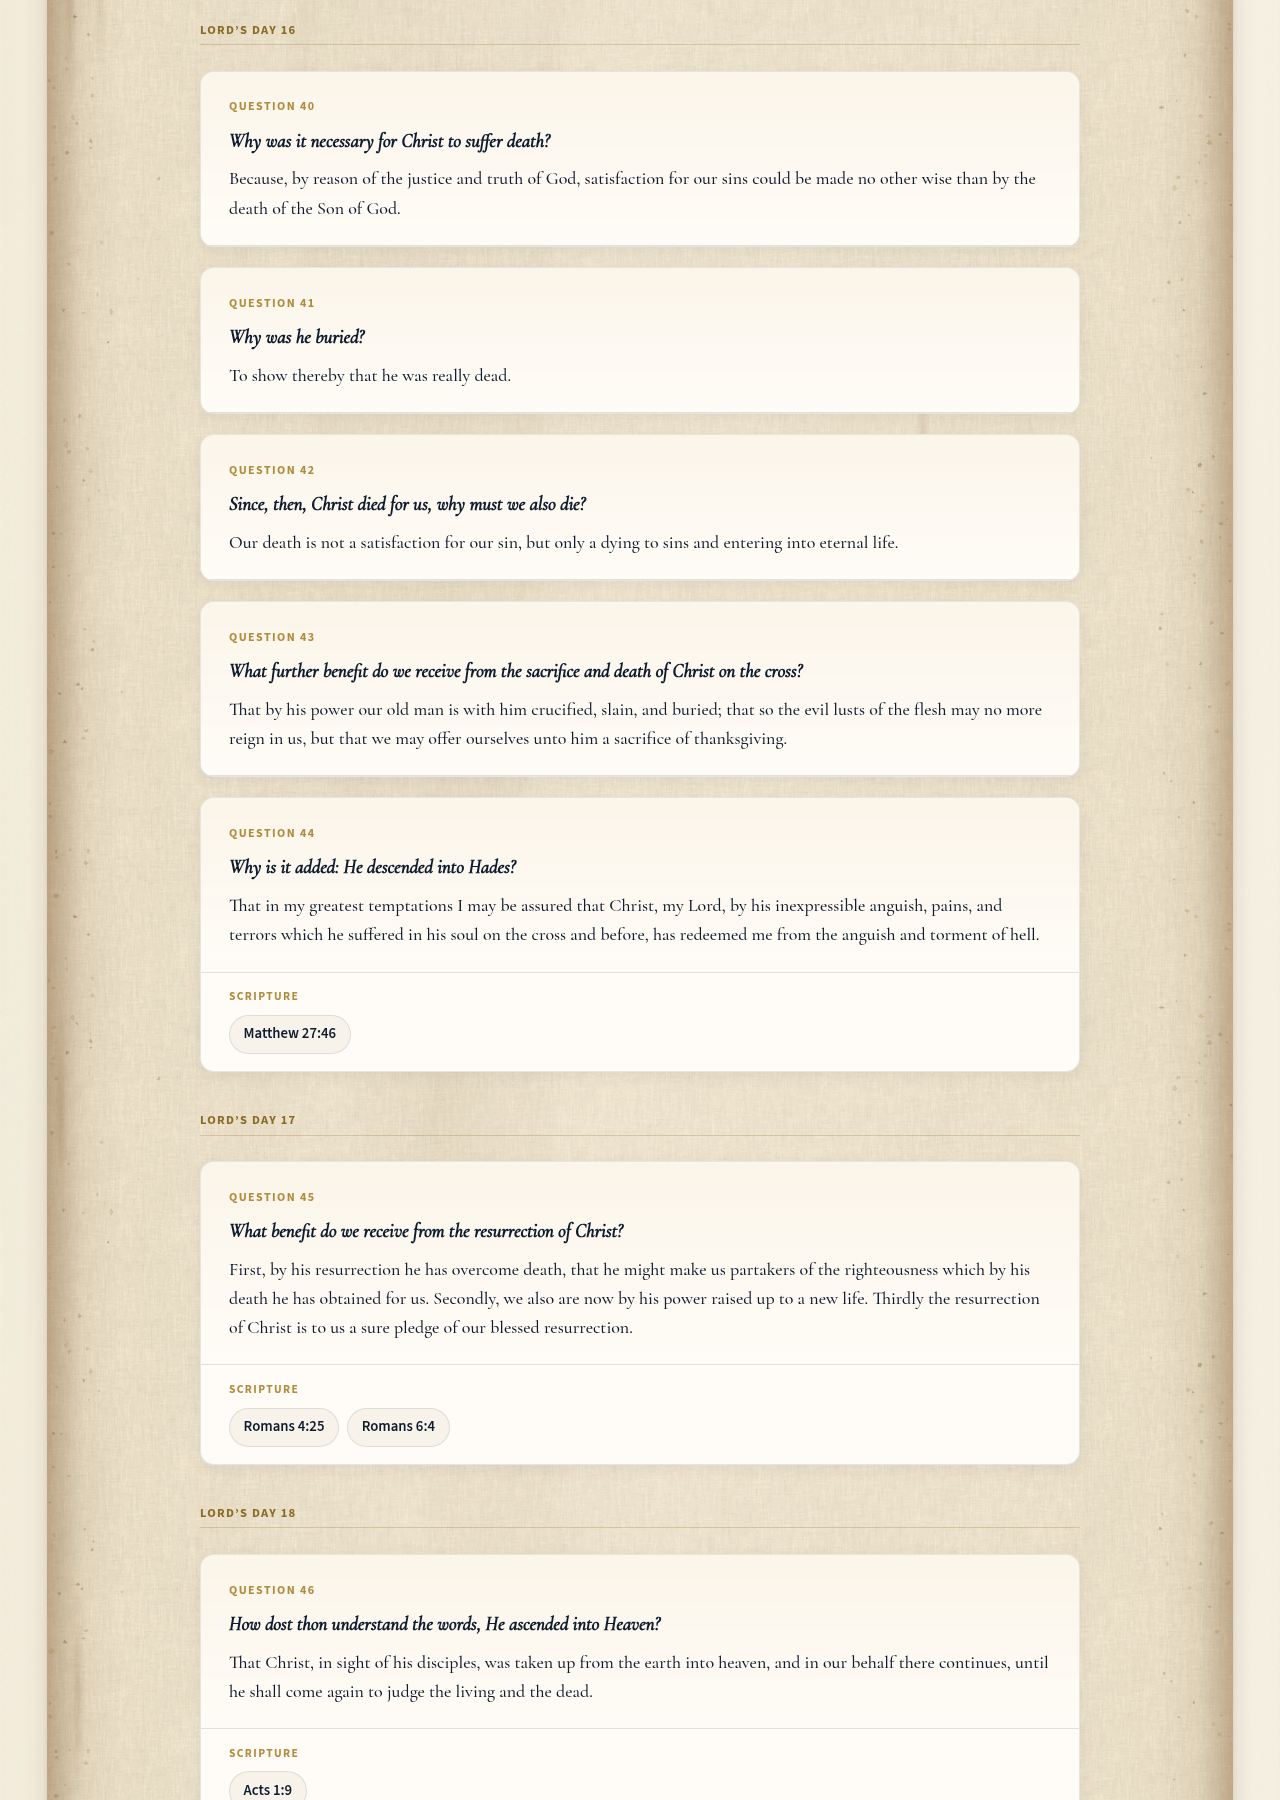 LORD’S DAY 16
QUESTION 40
Why was it necessary for Christ to suffer death?
Because, by reason of the justice and truth of God, satisfaction for our sins could be made no other wise than by the
death of the Son of God.
QUESTION 41
Why was he buried?
To show thereby that he was really dead.
QUESTION 42
Since, then, Christ died for us, why must we also die?
Our death is not a satisfaction for our sin, but only a dying to sins and entering into eternal life.
QUESTION 43
What further benefit do we receive from the sacrifice and death of Christ on the cross?
That by his power our old man is with him crucified, slain, and buried; that so the evil lusts of the flesh may no more
reign in us, but that we may offer ourselves unto him a sacrifice of thanksgiving.
QUESTION 44
Why is it added: He descended into Hades?
That in my greatest temptations I may be assured that Christ, my Lord, by his inexpressible anguish, pains, and
terrors which he suffered in his soul on the cross and before, has redeemed me from the anguish and torment of hell.
SCRIPTURE
Matthew 27:46
LORD’S DAY 17
QUESTION 45
What benefit do we receive from the resurrection of Christ?
First, by his resurrection he has overcome death, that he might make us partakers of the righteousness which by his
death he has obtained for us. Secondly, we also are now by his power raised up to a new life. Thirdly the resurrection
of Christ is to us a sure pledge of our blessed resurrection.
SCRIPTURE
Romans 4:25 Romans 6:4
LORD’S DAY 18
QUESTION 46
How dost thon understand the words, He ascended into Heaven?
That Christ, in sight of his disciples, was taken up from the earth into heaven, and in our behalf there continues, until
he shall come again to judge the living and the dead.
SCRIPTURE
Acts 1:9